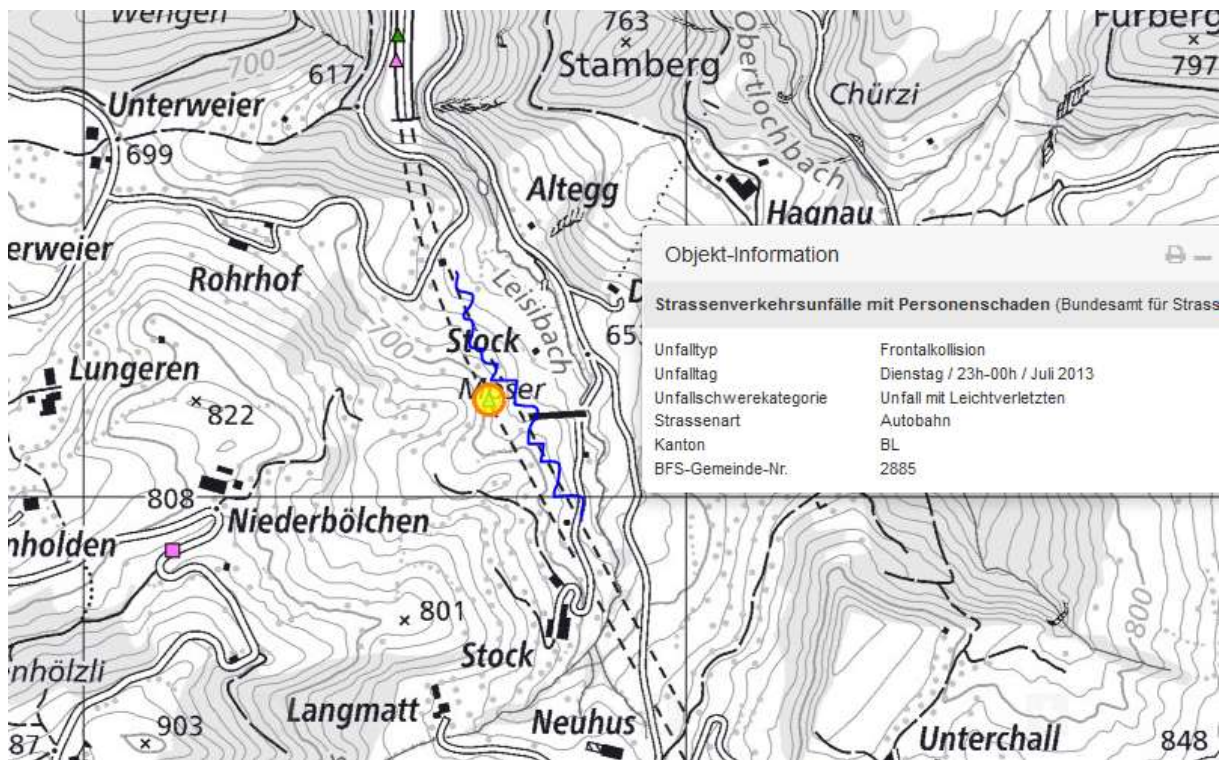 Wengen
763
Furberg
700
Stamberg
797
617
Obertlochbach
Chürzi
Unterweier
699
Altegg
Hagnau
erweier
Objekt-Information
Rohrhof
Leisibach
D
Strassenverkehrsunfälle mit Personenschaden (Bundesamt für Strass
700
Stock
65
Unfalltyp Frontalkollision
Lungeren
Unfalltag Dienstag / 23h-00h / Juli 2013
Unfallschwerekategorie Unfall mit Leichtverletzten
822
Strassenart Autobahn
Kanton BL
BFS-Gemeinde-Nr. 2885
808
Niederbölchen
nholden
801
800
Stock
nhölzli
Langmatt
903
Neuhus
87
Unterchall
848